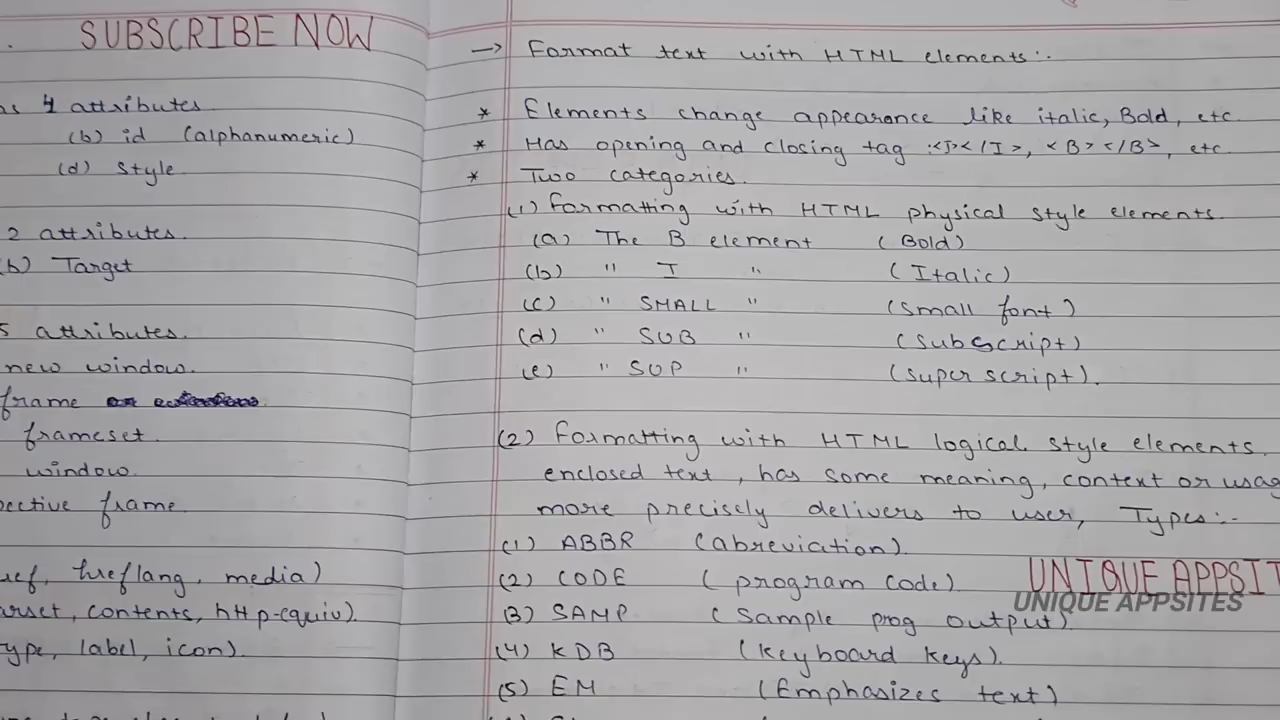 SUBSCRIBE NOW
4 attributes
(b) id (alphanumeric)
(d) Style
2 attributes.
(b) Target
5 attributes.
new window.
frame
frameset.
window.
frame
hreflang, media)
contents, http-equiv).
label, icon).
→ Format text with HTML elements:-
* Elements change appearance like italic, Bold, etc
* Has opening and closing tag :<I></I>, <B></B>, etc
* Two categories.
(1) Formatting with HTML physical style elements.
(a) The B element (Bold)
(b) " I " (Italic)
(c) " SMALL " (Small font)
(d) " SUB " (Subscript)
(e) " SUP " (Super script).
(2) Formatting with HTML logical style elements.
enclosed text, has some meaning, context or usag
more precisely delivers to user, Types:-
(1) ABBR (abreviation)
(2) CODE (program code)
UNIQUE APPSIT
UNIQUE APPSITES
(3) SAMP (Sample prog output)
(4) KDB (Keyboard keys).
(5) EM (Emphasizes text)